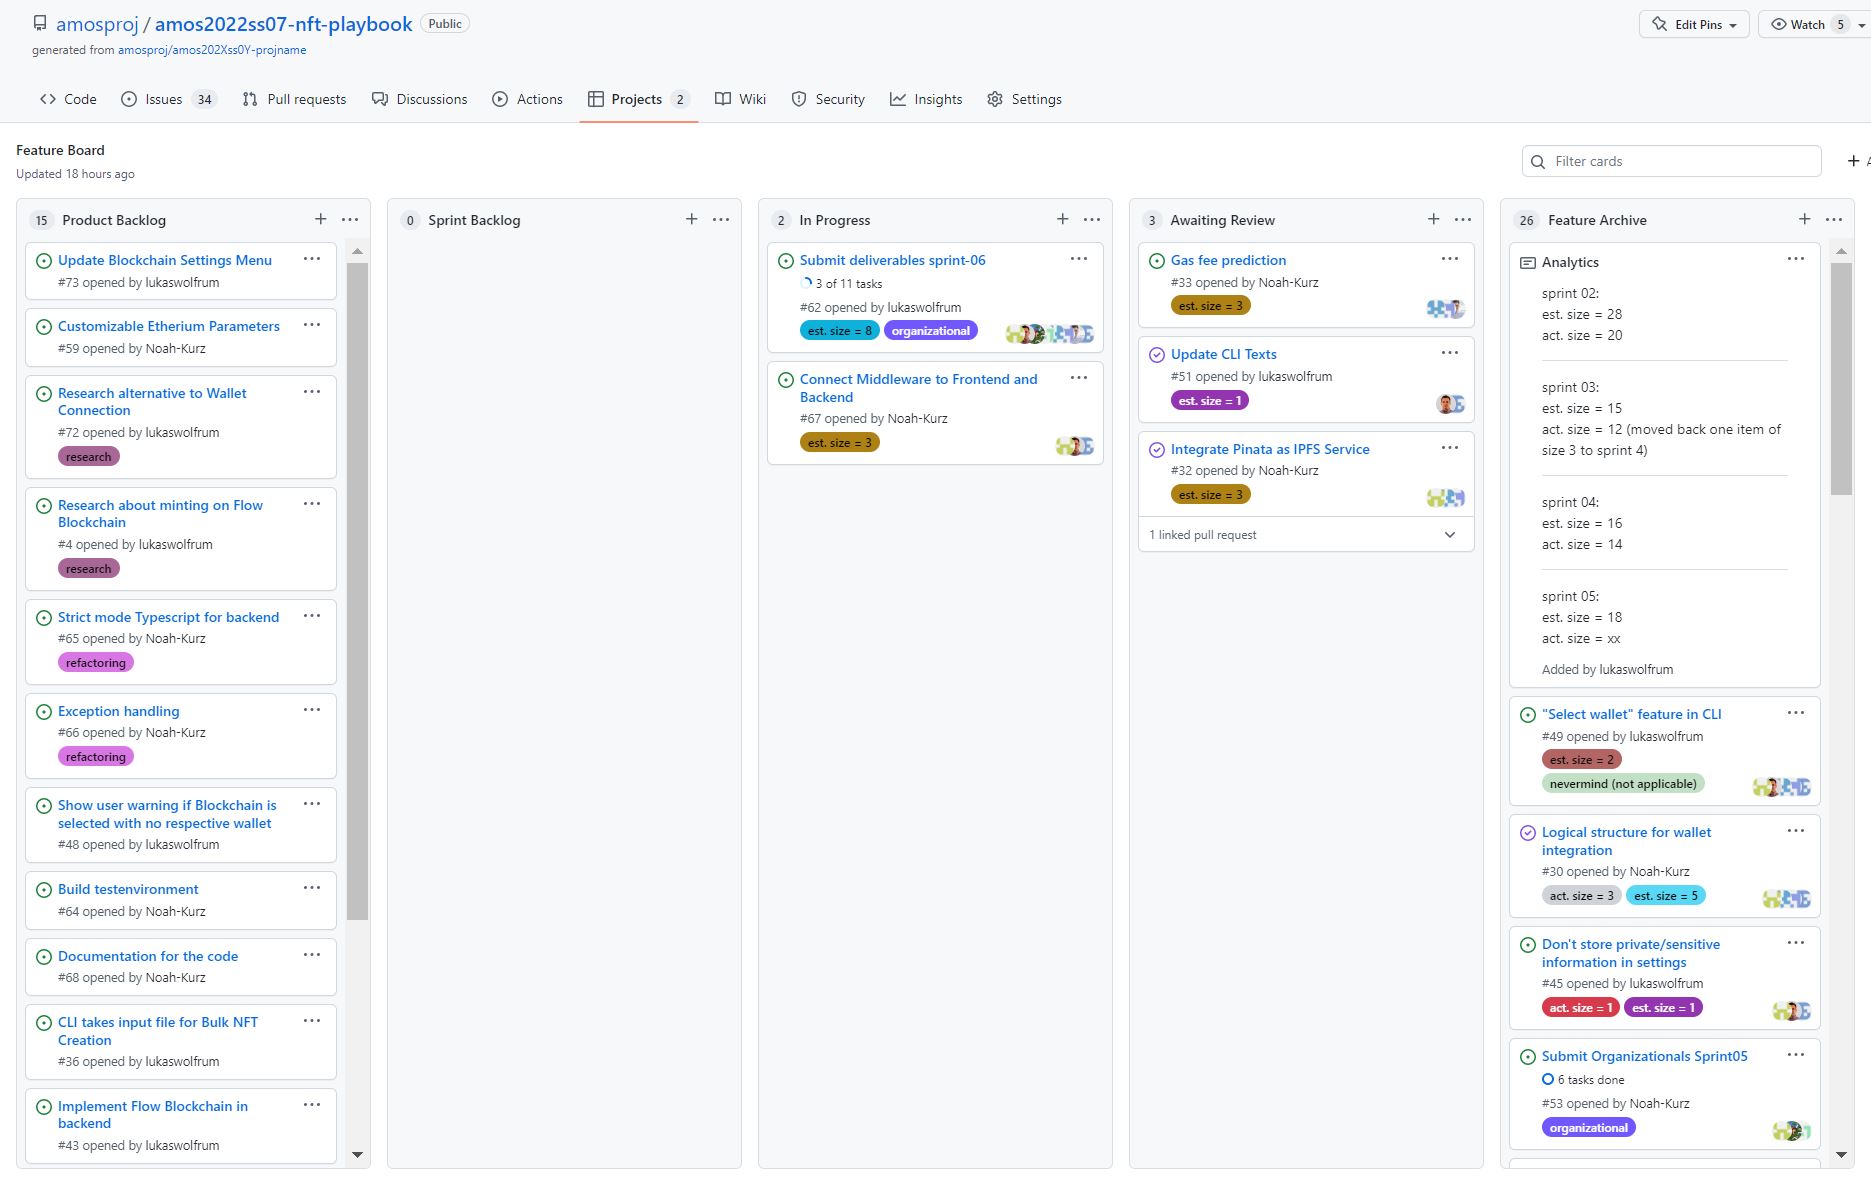 amosproj / amos2022ss07-nft-playbook Public
generated from amosproj/amos202Xss0Y-projname
Edit Pins
Watch 5
Code
Issues 34
Pull requests
Discussions
Actions
Projects 2
Wiki
Security
Insights
Settings
Feature Board
Updated 18 hours ago
Filter cards
15 Product Backlog
Update Blockchain Settings Menu
#73 opened by lukaswolfrum
Customizable Etherium Parameters
#59 opened by Noah-Kurz
Research alternative to Wallet
Connection
#72 opened by lukaswolfrum
research
Research about minting on Flow
Blockchain
#4 opened by lukaswolfrum
research
Strict mode Typescript for backend
#65 opened by Noah-Kurz
refactoring
Exception handling
#66 opened by Noah-Kurz
refactoring
Show user warning if Blockchain is
selected with no respective wallet
#48 opened by lukaswolfrum
Build testenvironment
#64 opened by Noah-Kurz
Documentation for the code
#68 opened by Noah-Kurz
CLI takes input file for Bulk NFT
Creation
#36 opened by lukaswolfrum
Implement Flow Blockchain in
backend
#43 opened by lukaswolfrum
0 Sprint Backlog
2 In Progress
Submit deliverables sprint-06
3 of 11 tasks
#62 opened by lukaswolfrum
est. size = 8 organizational
Connect Middleware to Frontend and
Backend
#67 opened by Noah-Kurz
est. size = 3
3 Awaiting Review
Gas fee prediction
#33 opened by Noah-Kurz
est. size = 3
Update CLI Texts
#51 opened by lukaswolfrum
est. size = 1
Integrate Pinata as IPFS Service
#32 opened by Noah-Kurz
est. size = 3
1 linked pull request
26 Feature Archive
Analytics
sprint 02:
est. size = 28
act. size = 20
sprint 03:
est. size = 15
act. size = 12 (moved back one item of
size 3 to sprint 4)
sprint 04:
est. size = 16
act. size = 14
sprint 05:
est. size = 18
act. size = xx
Added by lukaswolfrum
"Select wallet" feature in CLI
#49 opened by lukaswolfrum
est. size = 2
nevermind (not applicable)
Logical structure for wallet
integration
#30 opened by Noah-Kurz
act. size = 3 est. size = 5
Don't store private/sensitive
information in settings
#45 opened by lukaswolfrum
act. size = 1 est. size = 1
Submit Organizationals Sprint05
6 tasks done
#53 opened by Noah-Kurz
organizational